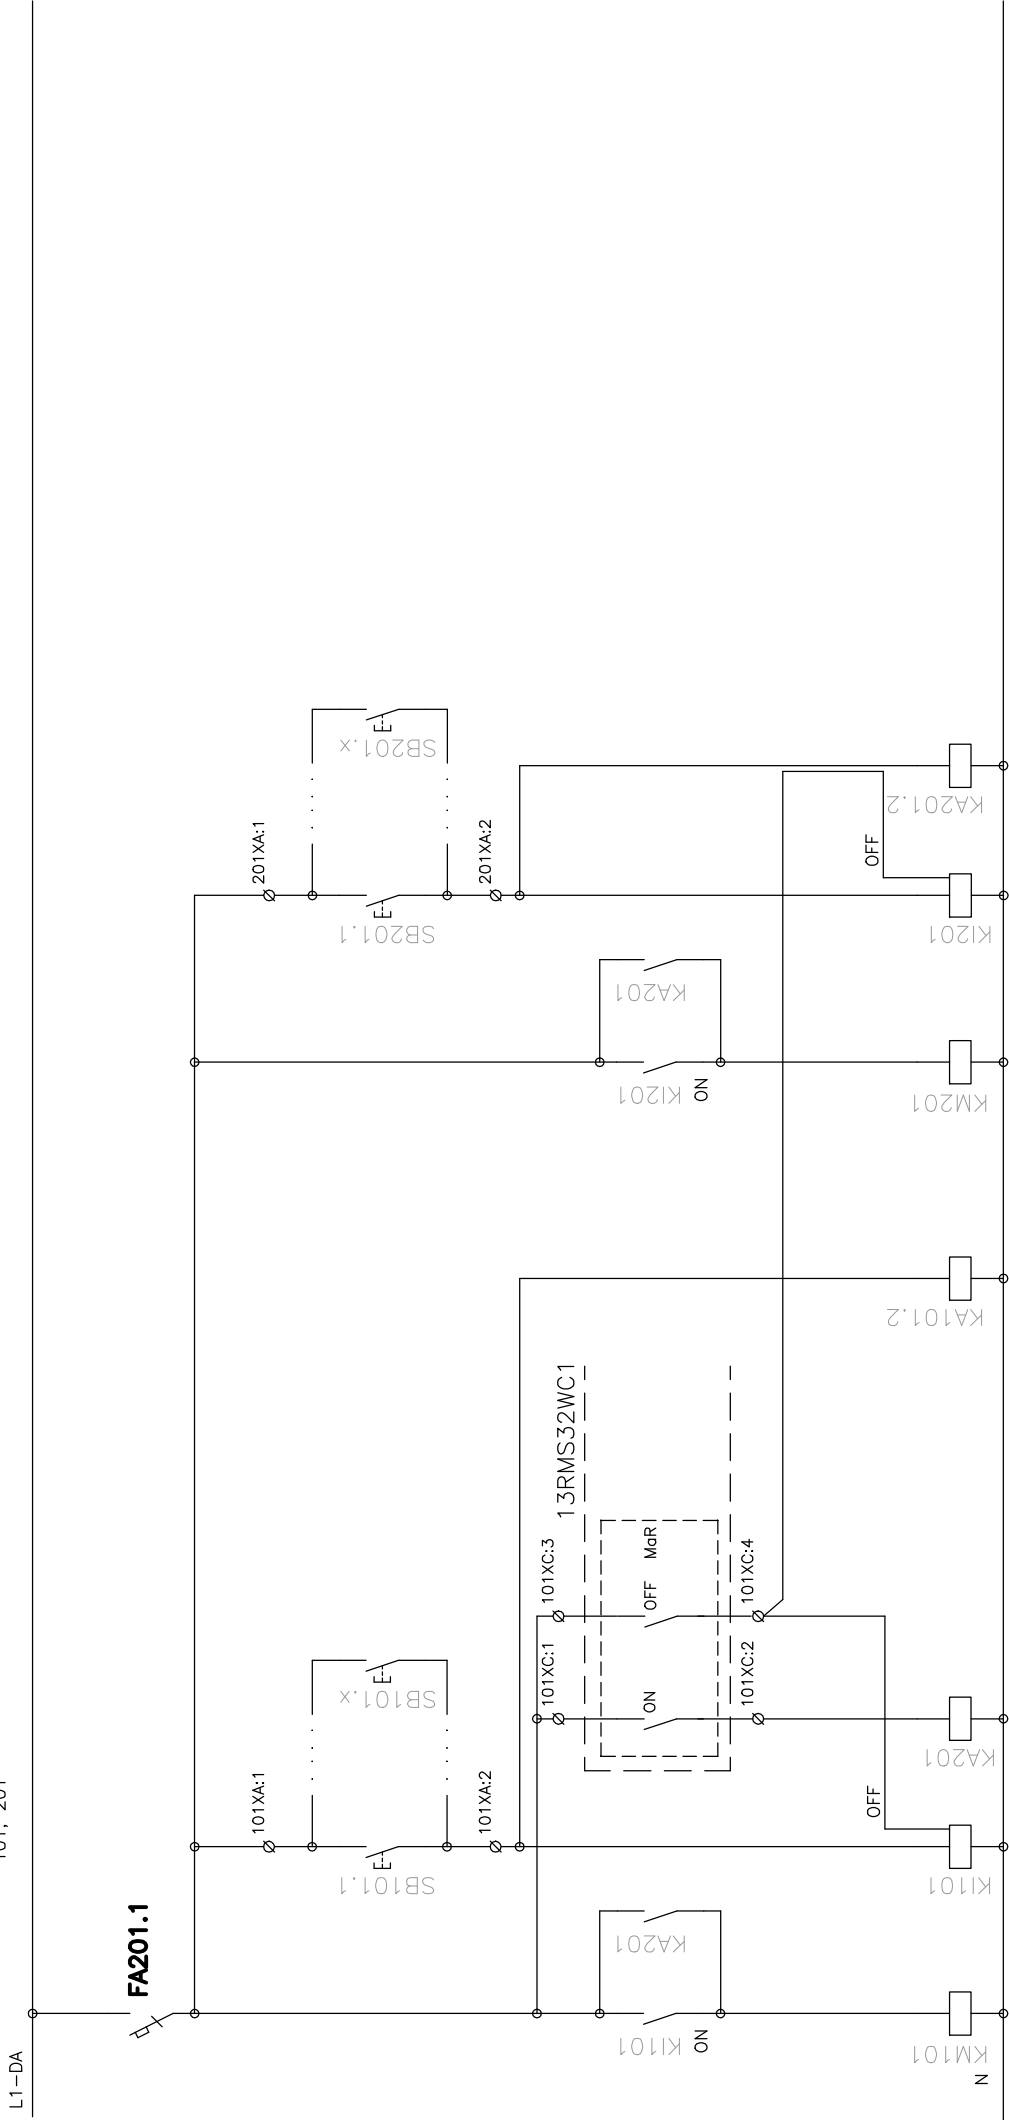 L1-DA
101, 201
FA201.1
101XA:1
201XA:1
SB101.1
SB101.x
SB201.1
SB201.x
101XA:2
201XA:2
101XC:1
101XC:3
13RMS32WC1
KI101
ON
KA201
ON
OFF
MaR
KI201
ON
KA201
101XC:2
101XC:4
OFF
OFF
KM101
KI101
KA201
KA101.2
KM201
KI201
KA201.2
N